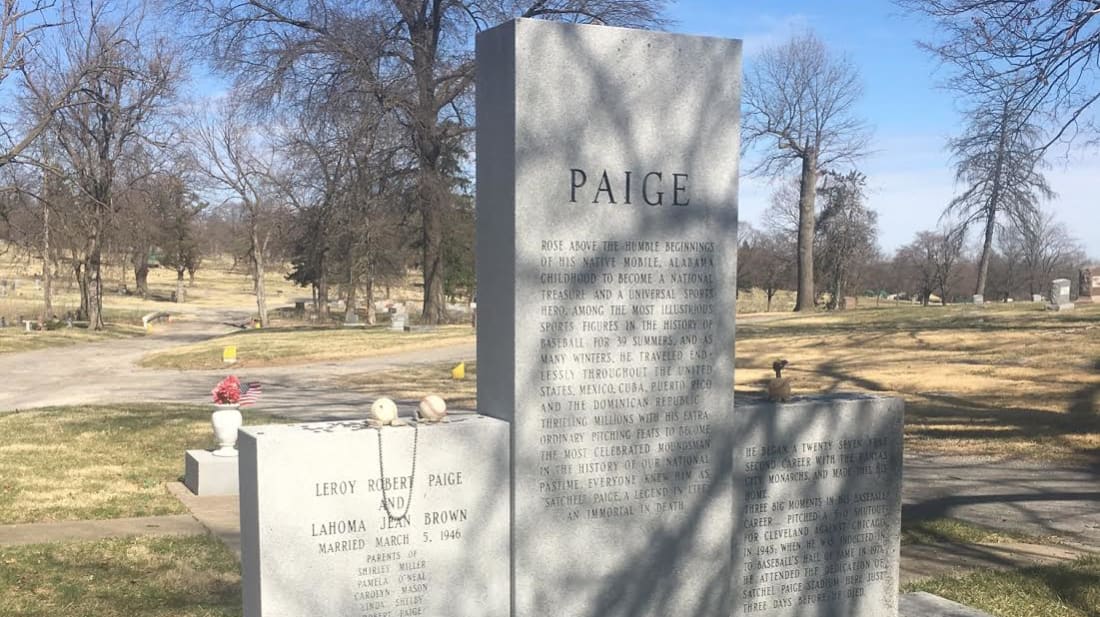 PAIGE
ROSE ABOVE THE HUMBLE BEGINNINGS
OF HIS NATIVE MOBILE, ALABAMA
CHILDHOOD TO BECOME A NATIONAL
TREASURE AND A UNIVERSAL SPORTS
HERO. AMONG THE MOST ILLUSTRIOUS
SPORTS FIGURES IN THE HISTORY OF
BASEBALL FOR 39 SUMMERS, AND AS
MANY WINTERS, HE TRAVELED END-
LESSLY THROUGHOUT THE UNITED
STATES, MEXICO, CUBA, PUERTO RICO
AND THE DOMINICAN REPUBLIC
THRILLING MILLIONS WITH HIS EXTRA-
ORDINARY PITCHING FEATS TO BECOME
THE MOST CELEBRATED MOUNDSMAN
IN THE HISTORY OF OUR NATIONAL
PASTIME. EVERYONE KNEW HIM AS
SATCHEL PAIGE, A LEGEND IN LIFE
AN IMMORTAL IN DEATH
LEROY ROBERT PAIGE
AND
LAHOMA JEAN BROWN
MARRIED MARCH 5, 1946
PARENTS OF
SHIRLEY MILLER
PAMELA O'NEAL
CAROLYN MASON
LINDA SHELBY
ROBERT PAIGE
HE BEGAN A TWENTY SEVEN YEAR
SECOND CAREER WITH THE KANSAS
CITY MONARCHS, AND MADE THIS HIS
HOME.
THREE BIG MOMENTS IN HIS BASEBALL
CAREER PITCHED A 5-0 SHUTOUT
FOR CLEVELAND AGAINST CHICAGO,
IN 1948; WHEN HE WAS INDUCTED IN-
TO BASEBALL'S HALL OF FAME IN 1971;
HE ATTENDED THE DEDICATION OF
SATCHEL PAIGE STADIUM HERE JUST
THREE DAYS BEFORE HE DIED.